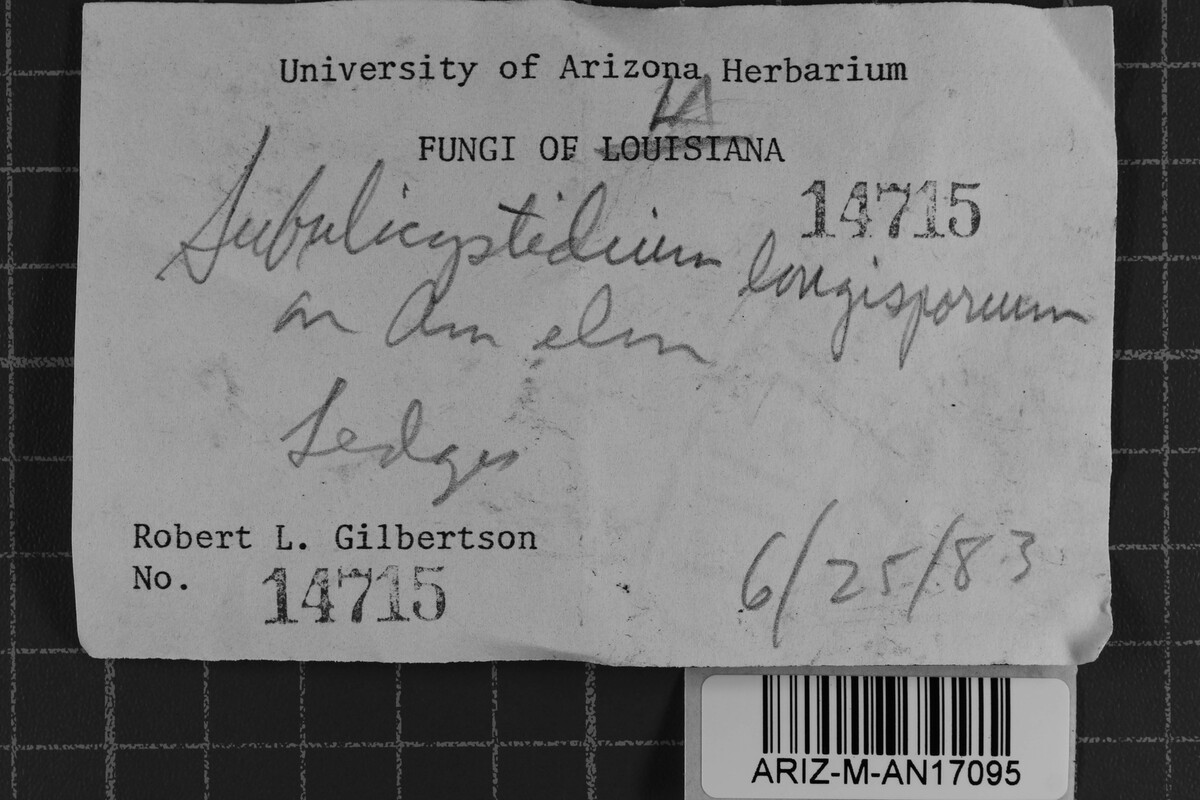 University of Arizona Herbarium
LA
FUNGI OF LOUISIANA
14715
Subulicystidium longisporum
on Am elm
Sedges
Robert L. Gilbertson
No. 14715
6/25/83
ARIZ-M-AN17095